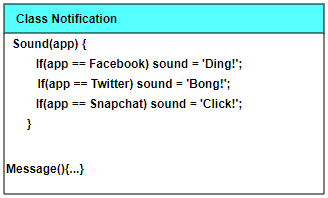 Class Notification
Sound(app) {
If(app == Facebook) sound = 'Ding!';
If(app == Twitter) sound = 'Bong!';
If(app == Snapchat) sound = 'Click!';
}
Message(){...}